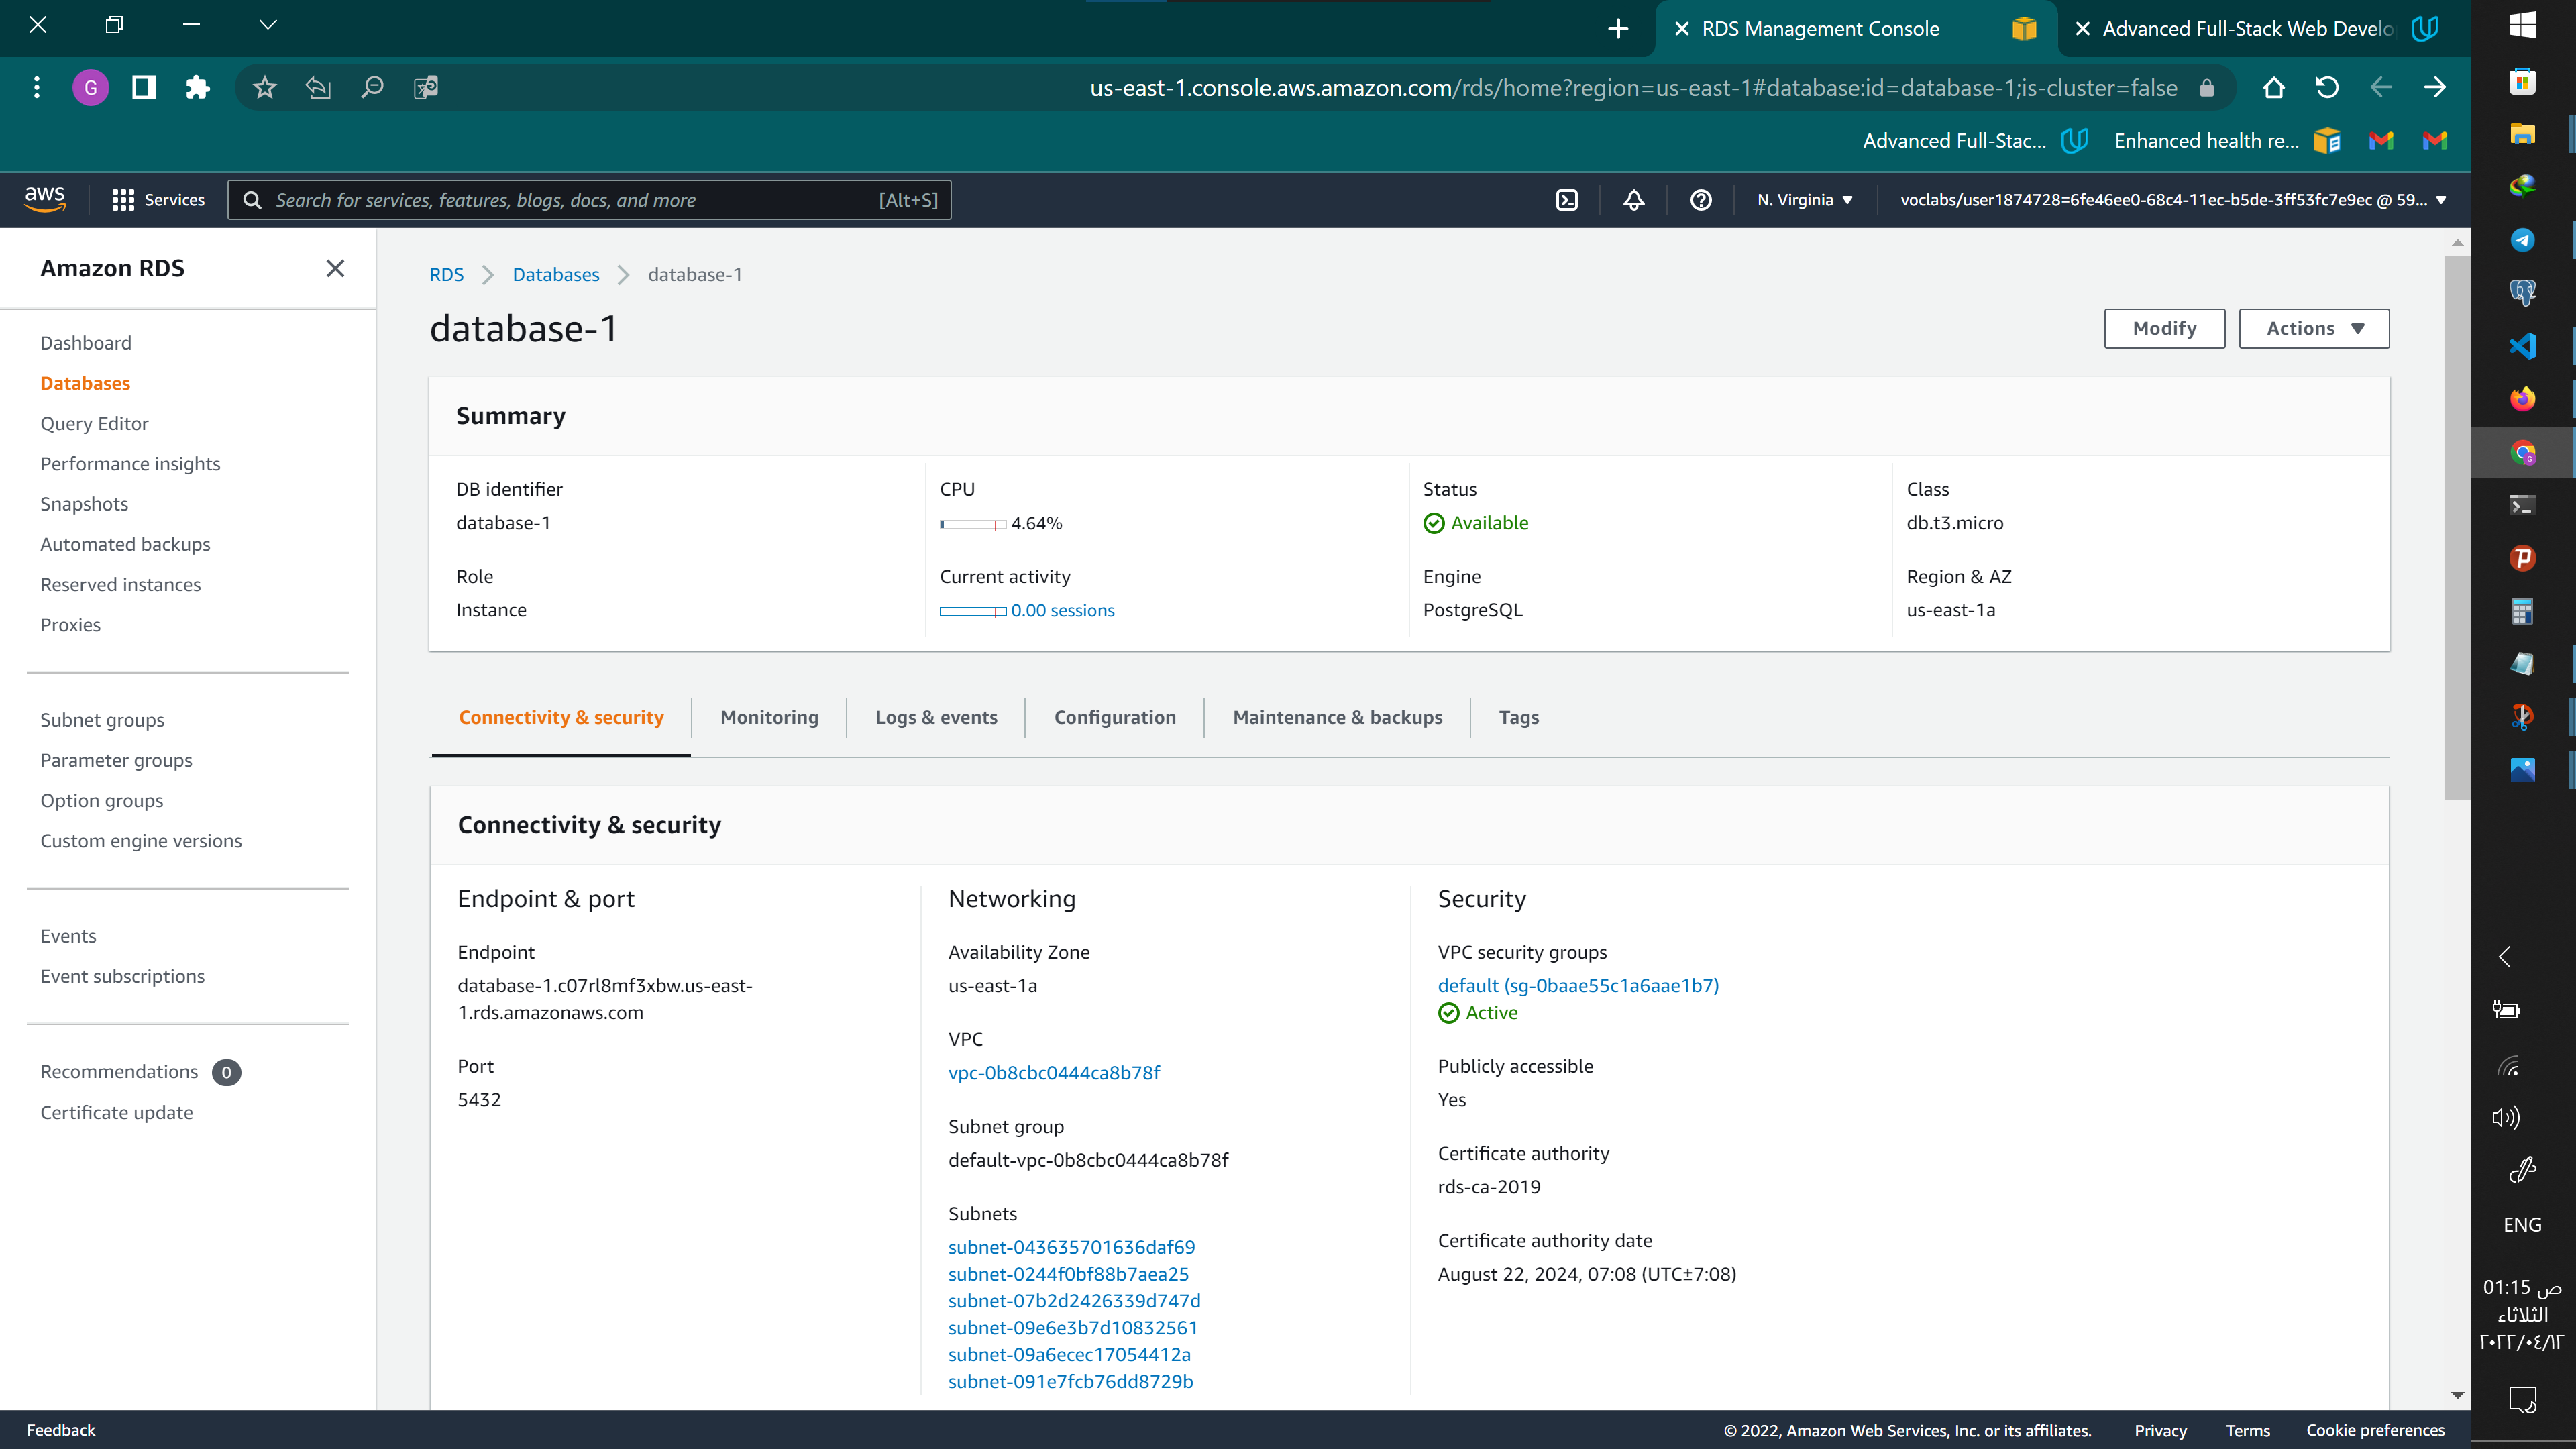 RDS Management Console
Advanced Full-Stack Web Develo
G
us-east-1.console.aws.amazon.com/rds/home?region=us-east-1#database:id=database-1;is-cluster=false
Advanced Full-Stac...
Enhanced health re...
aws
Services
Search for services, features, blogs, docs, and more
[Alt+S]
N. Virginia
voclabs/user1874728=6fe46ee0-68c4-11ec-b5de-3ff53fc7e9ec @ 59...
Amazon RDS
Dashboard
Databases
Query Editor
Performance insights
Snapshots
Automated backups
Reserved instances
Proxies
Subnet groups
Parameter groups
Option groups
Custom engine versions
Events
Event subscriptions
Recommendations 0
Certificate update
RDS
Databases
database-1
database-1
Modify
Actions
Summary
DB identifier
database-1
Role
Instance
CPU
4.64%
Current activity
0.00 sessions
Status
Available
Engine
PostgreSQL
Class
db.t3.micro
Region & AZ
us-east-1a
Connectivity & security
Monitoring
Logs & events
Configuration
Maintenance & backups
Tags
Connectivity & security
Endpoint & port
Endpoint
database-1.c07rl8mf3xbw.us-east-
1.rds.amazonaws.com
Port
5432
Networking
Availability Zone
us-east-1a
VPC
vpc-0b8cbc0444ca8b78f
Subnet group
default-vpc-0b8cbc0444ca8b78f
Subnets
subnet-043635701636daf69
subnet-0244f0bf88b7aea25
subnet-07b2d2426339d747d
subnet-09e6e3b7d10832561
subnet-09a6ecec17054412a
subnet-091e7fcb76dd8729b
Security
VPC security groups
default (sg-0baae55c1a6aae1b7)
Active
Publicly accessible
Yes
Certificate authority
rds-ca-2019
Certificate authority date
August 22, 2024, 07:08 (UTC±7:08)
ENG
01:15 ص
الثلاثاء
٢٠٢٢/٠٤/١٢
Feedback
© 2022, Amazon Web Services, Inc. or its affiliates.
Privacy
Terms
Cookie preferences